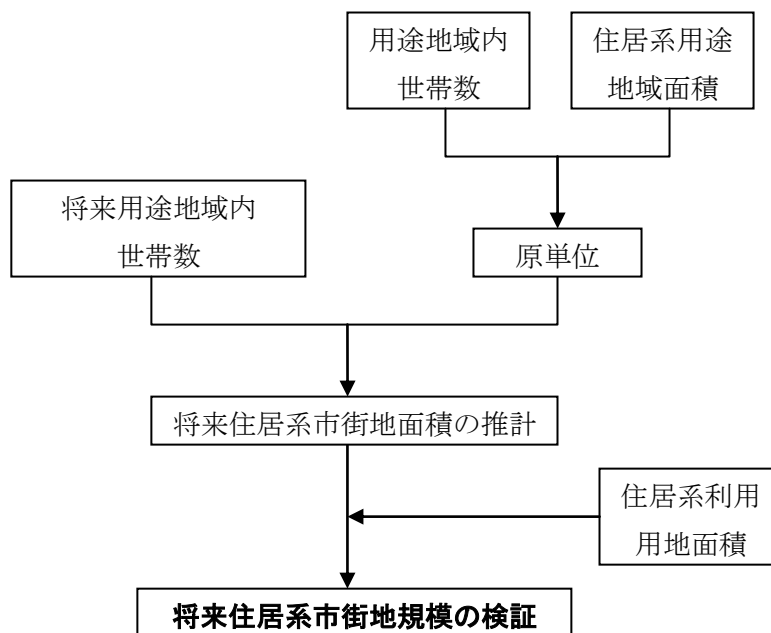 用途地域内
世帯数
住居系用途
地域面積
将来用途地域内
世帯数
原単位
将来住居系市街地面積の推計
住居系利用
用地面積
将来住居系市街地規模の検証